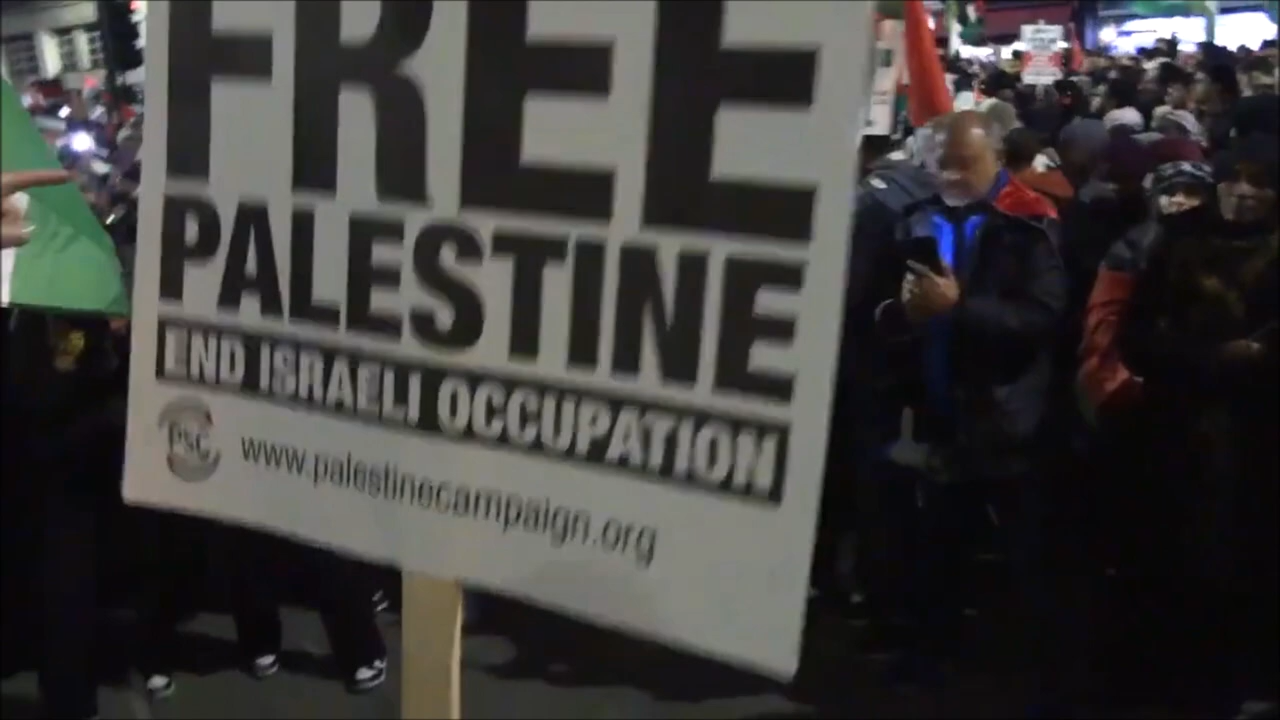 FREE
PALESTINE
END ISRAELI OCCUPATION
PSC
www.palestinecampaign.org